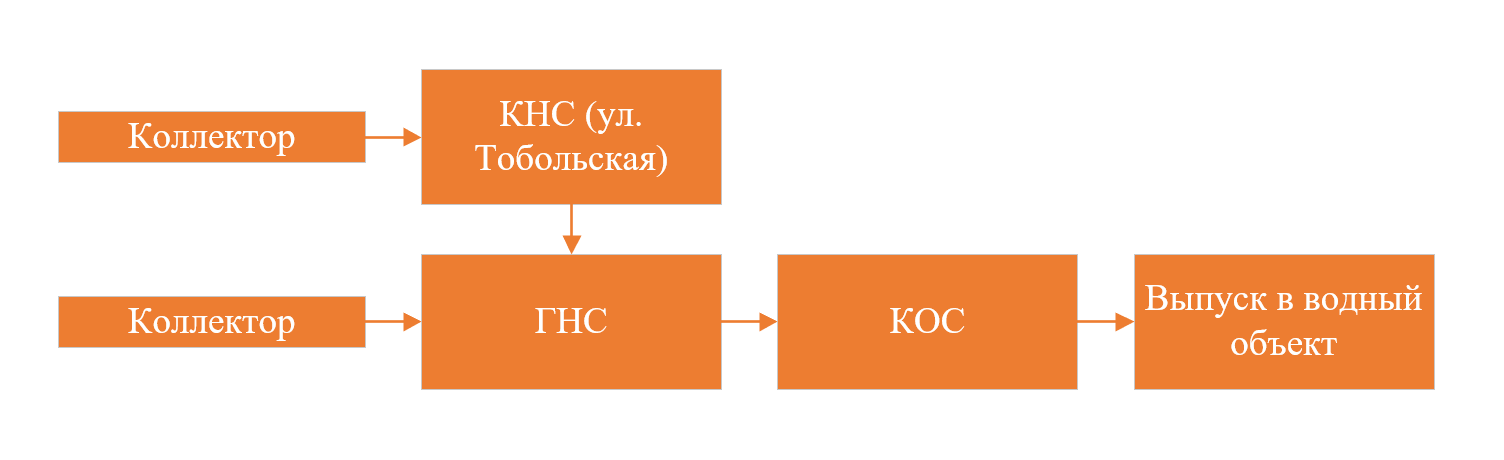 Коллектор
КНС (ул.
Тобольская)
Коллектор
ГНС
КОС
Выпуск в водный
объект